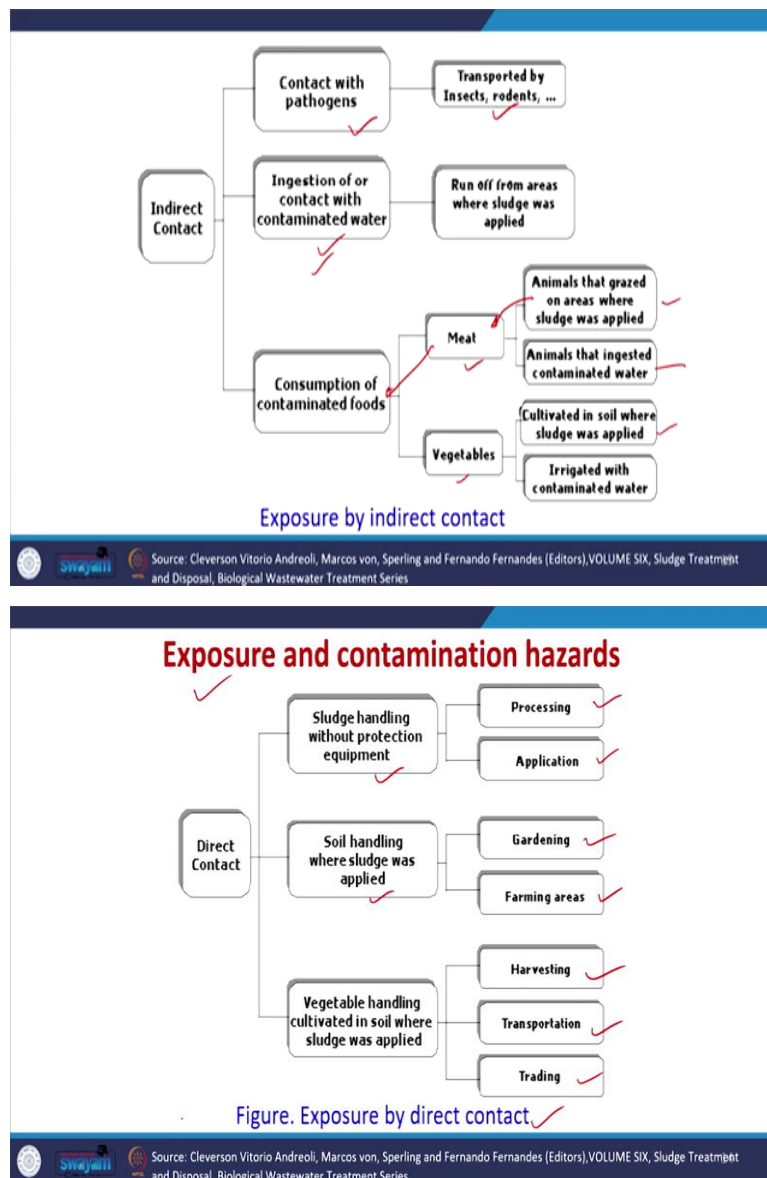 Contact with
pathogens
Transported by
Insects, rodents, ...
Indirect
Contact
Ingestion of or
contact with
contaminated water
Run off from areas
where sludge was
applied
Consumption of
contaminated foods
Meat
Animals that grazed
on areas where
sludge was applied
Animals that ingested
contaminated water
Vegetables
Cultivated in soil where
sludge was applied
Irrigated with
contaminated water
Exposure by indirect contact
swayam
Source: Cleverson Vitorio Andreoli, Marcos von, Sperling and Fernando Fernandes (Editors),VOLUME SIX, Sludge Treatment
and Disposal, Biological Wastewater Treatment Series
Exposure and contamination hazards
Direct
Contact
Sludge handling
without protection
equipment
Processing
Application
Soil handling
where sludge was
applied
Gardening
Farming areas
Vegetable handling
cultivated in soil where
sludge was applied
Harvesting
Transportation
Trading
Figure. Exposure by direct contact
swayam
Source: Cleverson Vitorio Andreoli, Marcos von, Sperling and Fernando Fernandes (Editors),VOLUME SIX, Sludge Treatment
and Disposal, Biological Wastewater Treatment Series